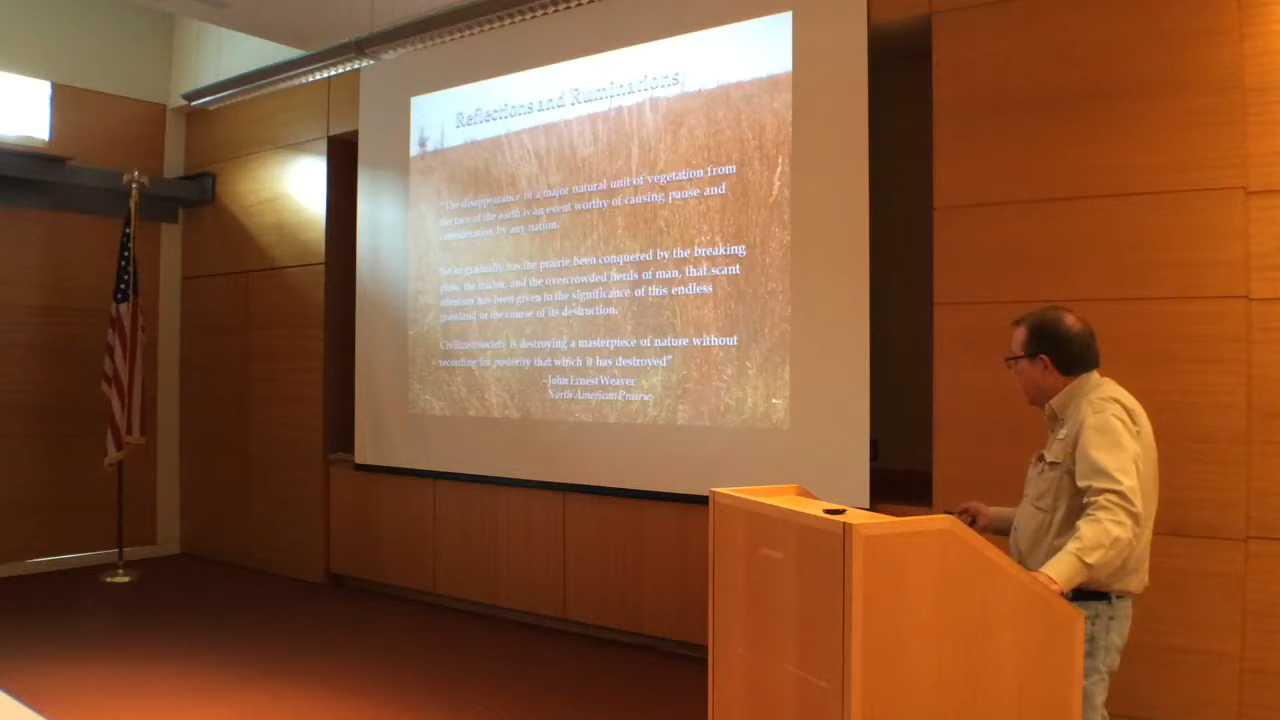 Reflections and Ruminations
"The disappearance of a major natural unit of vegetation from
the face of the earth is an event worthy of causing pause and
consideration by any nation.
Yet so gradually has the prairie been conquered by the breaking
plow, the tractor, and the overcrowded herds of man, that scant
attention has been given to the significance of this endless
grassland or the course of its destruction.
Civilized society is destroying a masterpiece of nature without
recording for posterity that which it has destroyed"
–John Ernest Weaver
North American Prairie